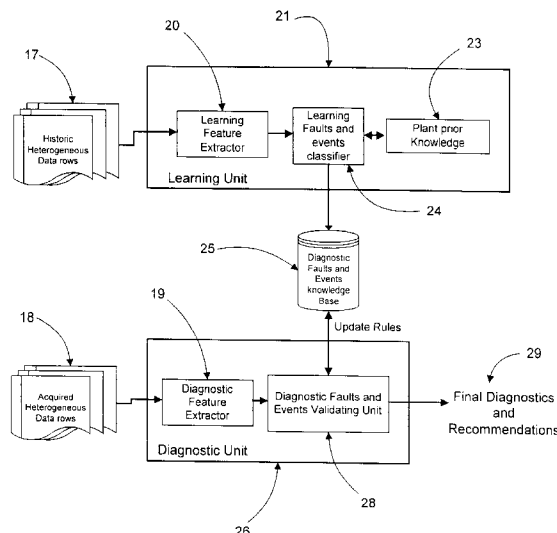 20
21
23
17
Historic
Heterogeneous
Data rows
Learning
Feature
Extractor
Learning
Faults and
events
classifier
Plant prior
Knowledge
Learning Unit
24
25
Diagnostic
Faults and
Events
knowledge
Base
19
Update Rules
18
29
Acquired
Heterogeneous
Data rows
Diagnostic
Feature
Extractor
Diagnostic Faults and
Events Validating Unit
Final Diagnostics
and
Recommendations
Diagnostic Unit
28
26